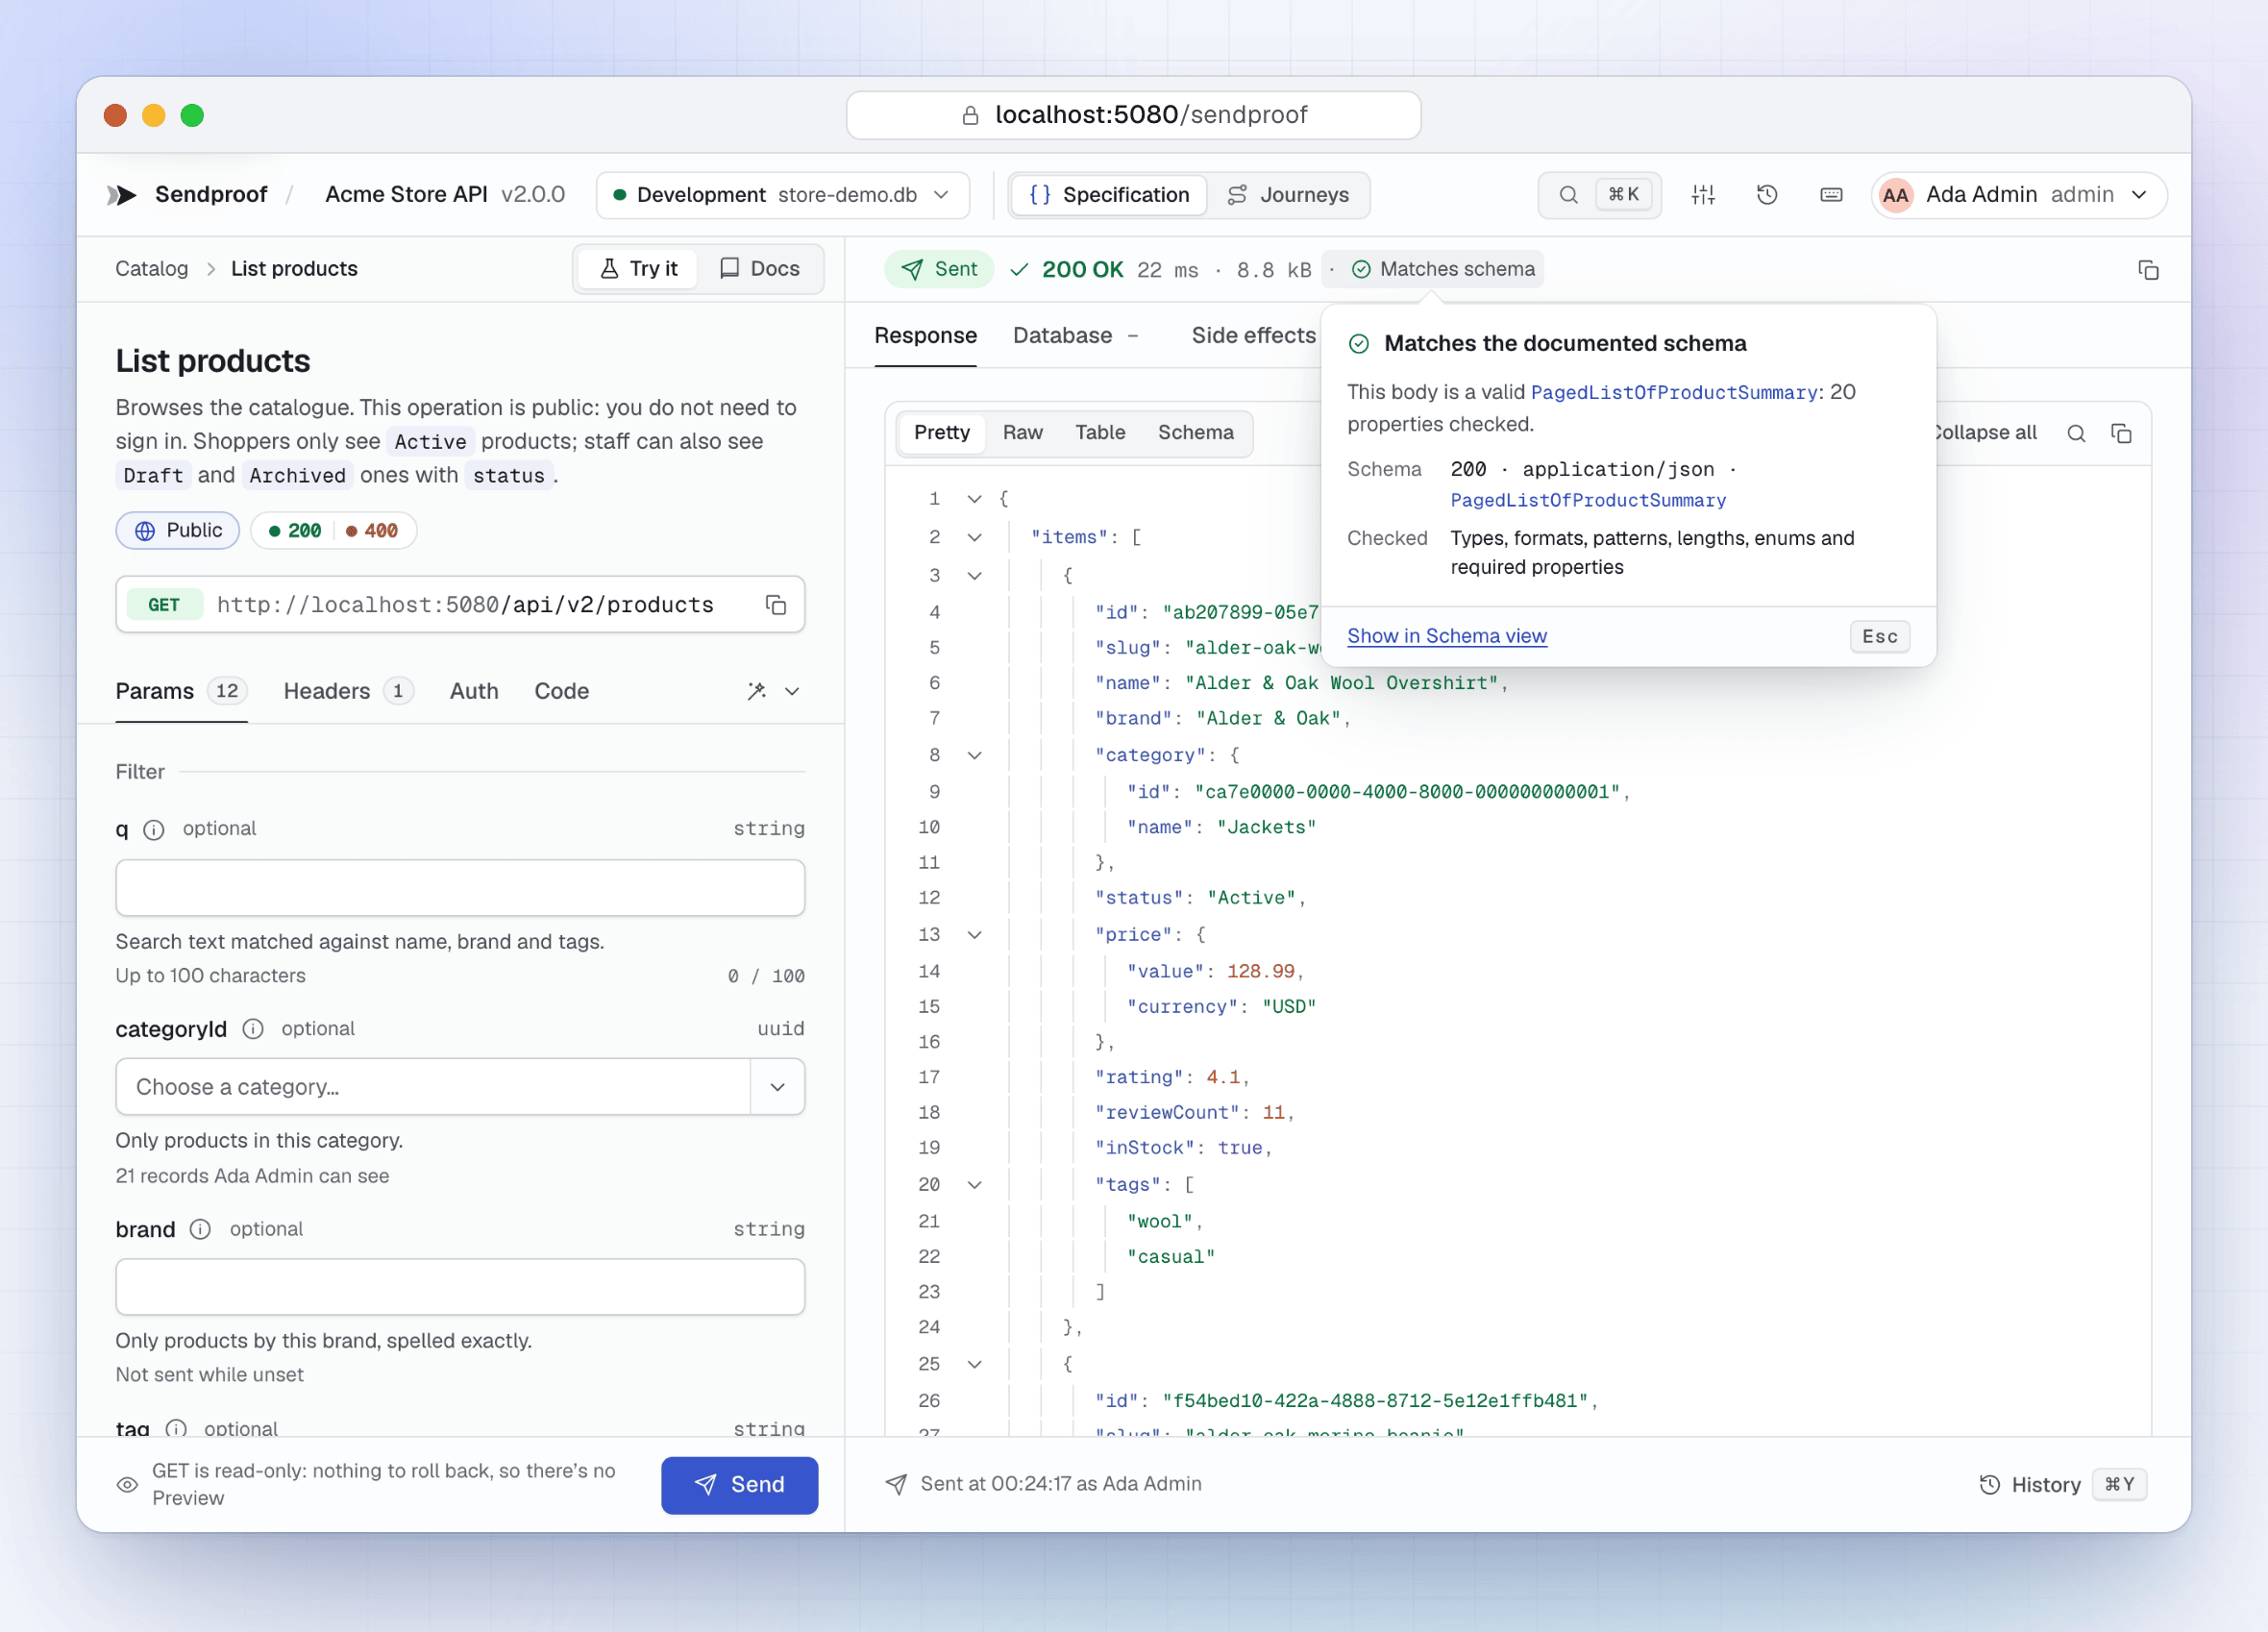 localhost:5080/sendproof
Sendproof / Acme Store API v2.0.0 Development store-demo.db {} Specification Journeys ⌘K AA Ada Admin admin
Catalog > List products Try it Docs
Sent 200 OK 22 ms · 8.8 kB · Matches schema
List products
Browses the catalogue. This operation is public: you do not need to
sign in. Shoppers only see Active products; staff can also see
Draft and Archived ones with status.
Public 200 400
GET http://localhost:5080/api/v2/products
Params 12 Headers 1 Auth Code
Filter
q optional string
Search text matched against name, brand and tags.
Up to 100 characters 0 / 100
categoryId optional uuid
Choose a category…
Only products in this category.
21 records Ada Admin can see
brand optional string
Only products by this brand, spelled exactly.
Not sent while unset
tag optional string
GET is read-only: nothing to roll back, so there’s no
Preview
Send
Response Database – Side effects
Matches the documented schema
This body is a valid PagedListOfProductSummary: 20
properties checked.
Schema 200 · application/json ·
PagedListOfProductSummary
Checked Types, formats, patterns, lengths, enums and
required properties
Show in Schema view Esc
Pretty Raw Table Schema Collapse all
1 {
2 "items": [
3 {
4 "id": "ab207899-05e7
5 "slug": "alder-oak-w
6 "name": "Alder & Oak Wool Overshirt",
7 "brand": "Alder & Oak",
8 "category": {
9 "id": "ca7e0000-0000-4000-8000-000000000001",
10 "name": "Jackets"
11 },
12 "status": "Active",
13 "price": {
14 "value": 128.99,
15 "currency": "USD"
16 },
17 "rating": 4.1,
18 "reviewCount": 11,
19 "inStock": true,
20 "tags": [
21 "wool",
22 "casual"
23 ]
24 },
25 {
26 "id": "f54bed10-422a-4888-8712-5e12e1ffb481",
27 "slug": "alder-oak-merino-beanie",
Sent at 00:24:17 as Ada Admin
History ⌘Y